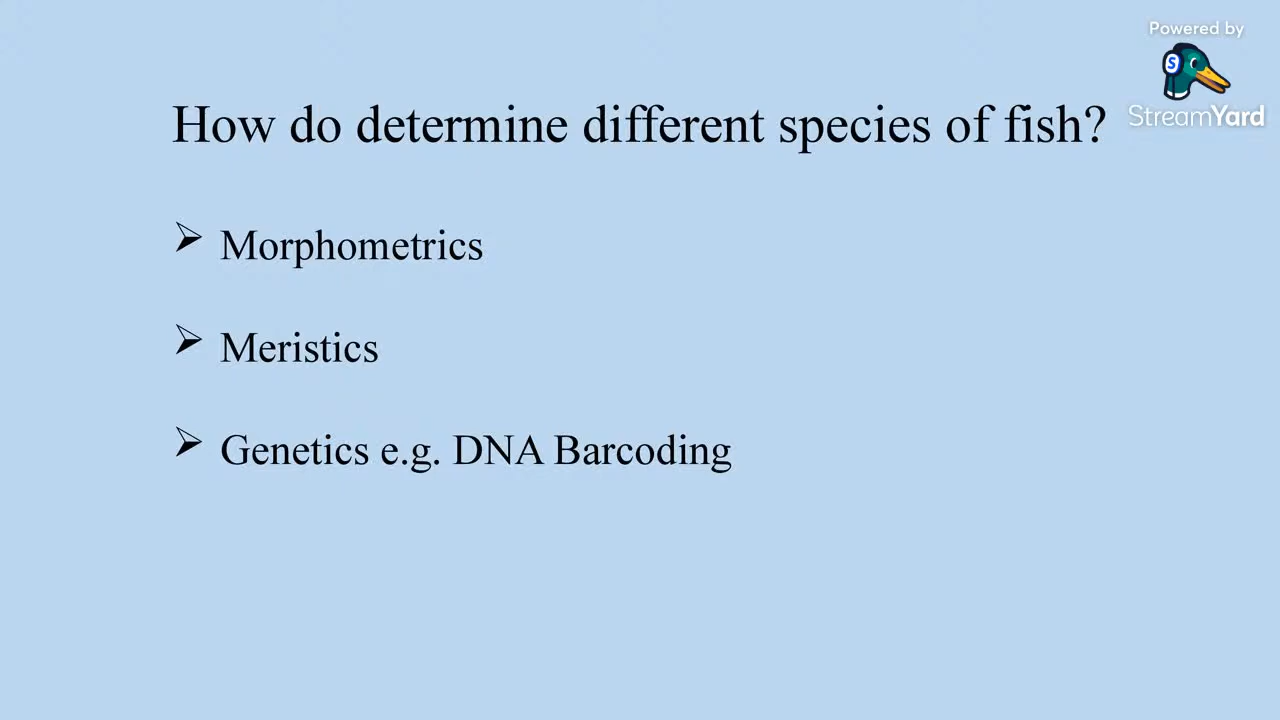 Powered by
S
StreamYard
How do determine different species of fish?
➢ Morphometrics
➢ Meristics
➢ Genetics e.g. DNA Barcoding